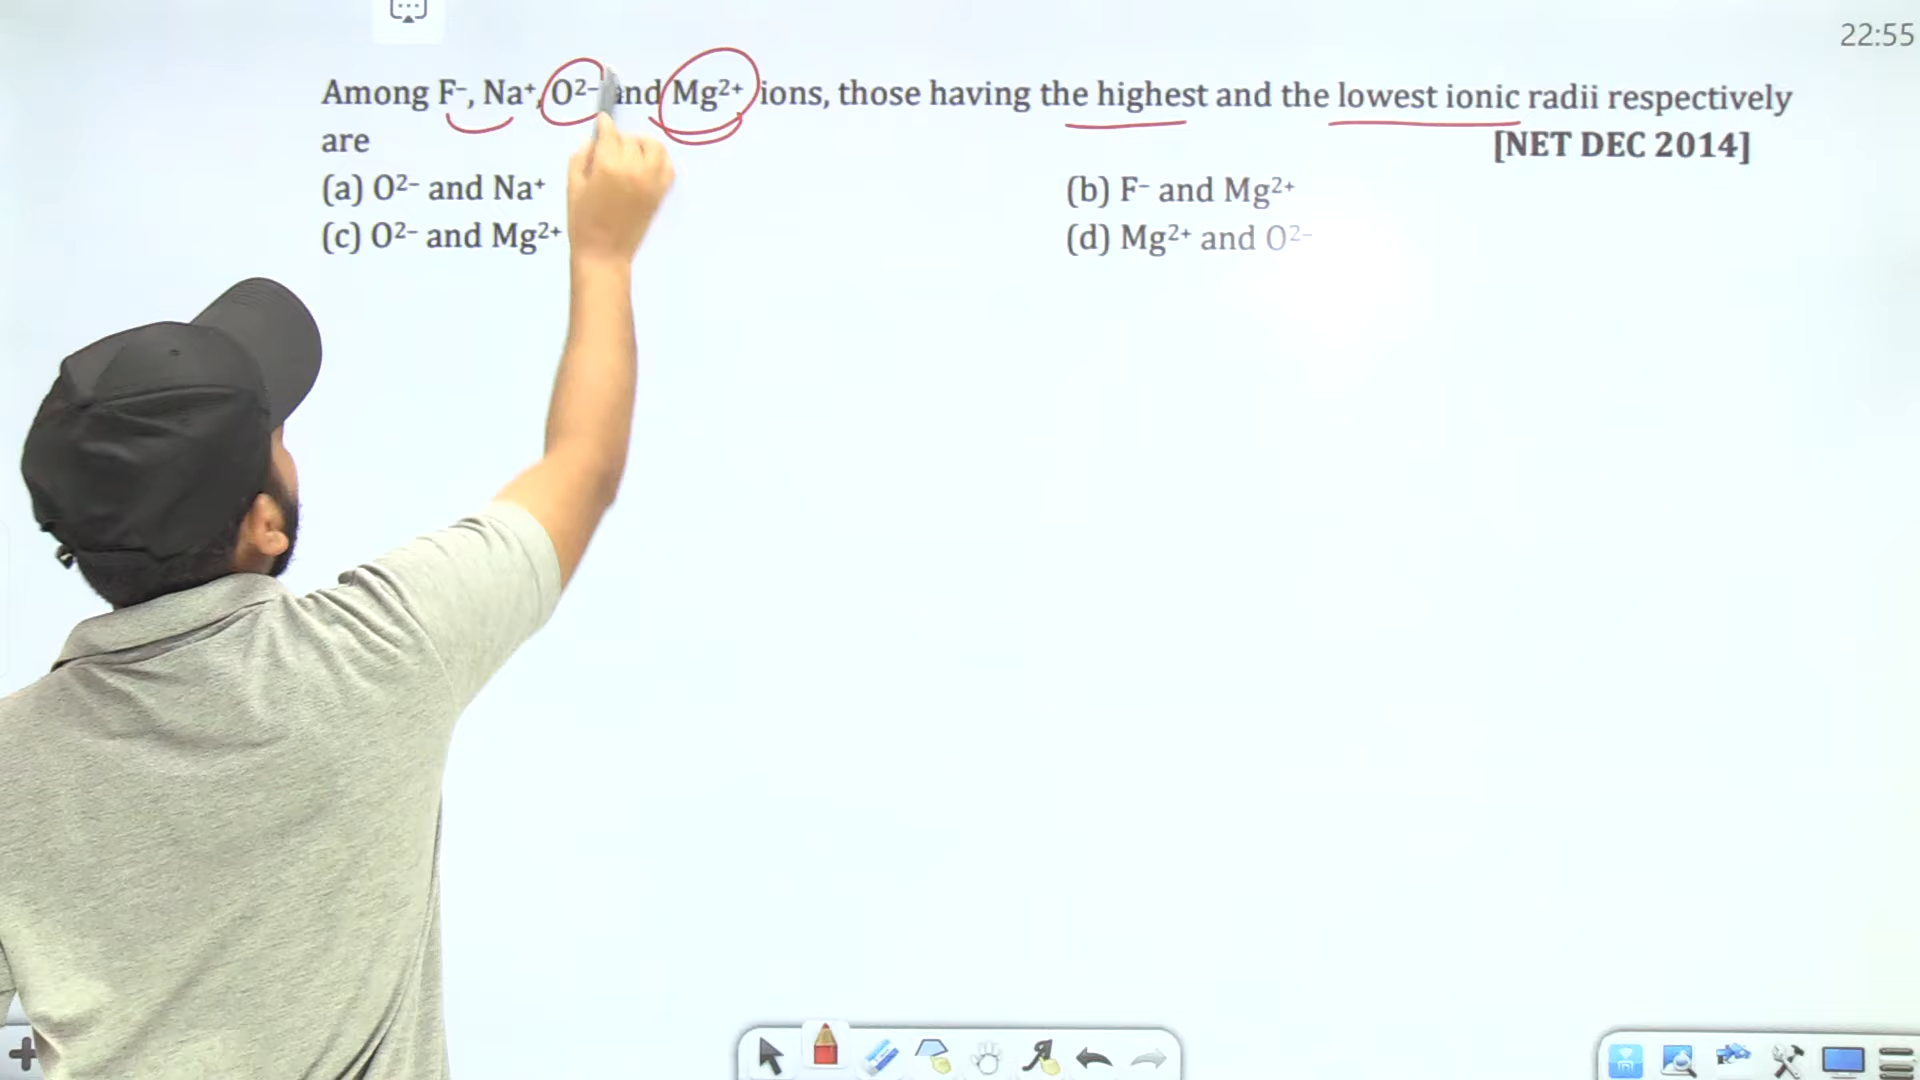 22:55
Among F⁻, Na⁺, O²⁻ and Mg²⁺ ions, those having the highest and the lowest ionic radii respectively
are [NET DEC 2014]
(a) O²⁻ and Na⁺ (b) F⁻ and Mg²⁺
(c) O²⁻ and Mg²⁺ (d) Mg²⁺ and O²⁻